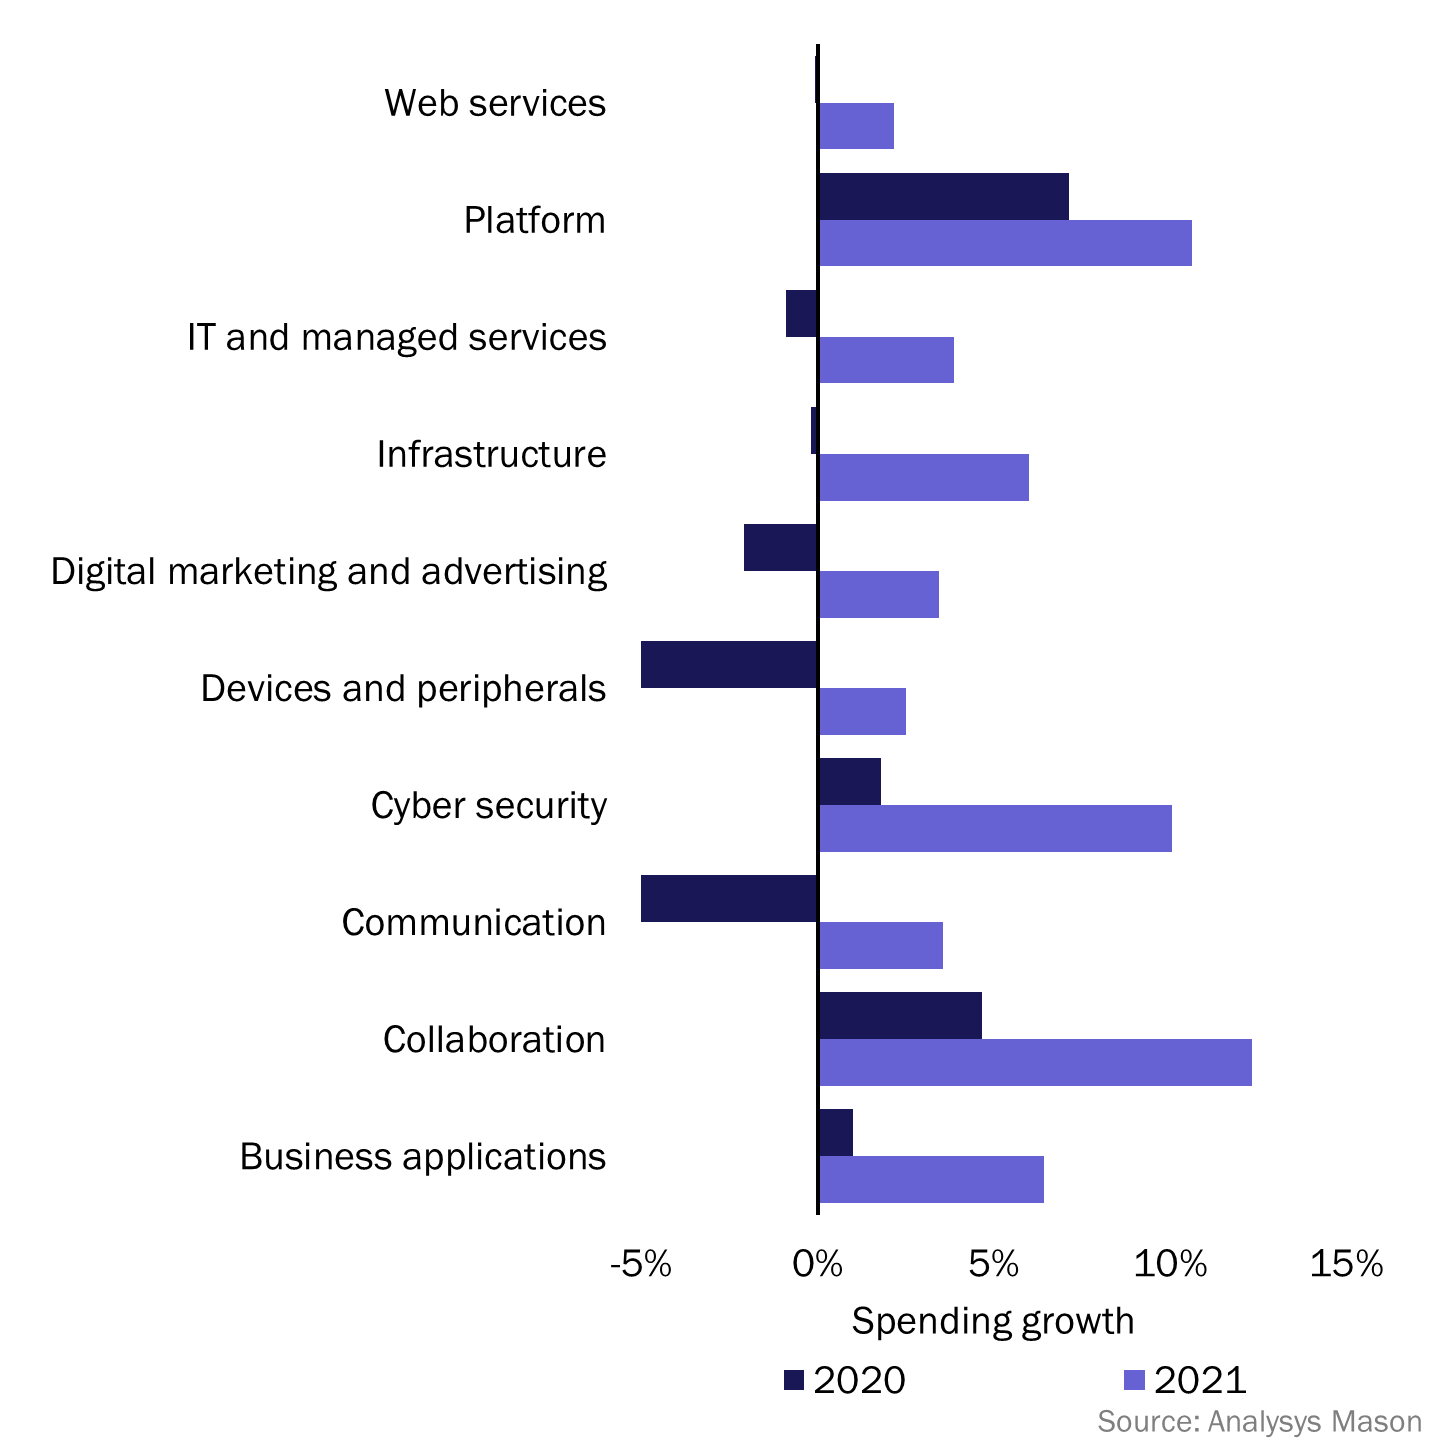 Web services
Platform
IT and managed services
Infrastructure
Digital marketing and advertising
Devices and peripherals
Cyber security
Communication
Collaboration
Business applications
-5% 0% 5% 10% 15%
Spending growth
2020 2021
Source: Analysys Mason